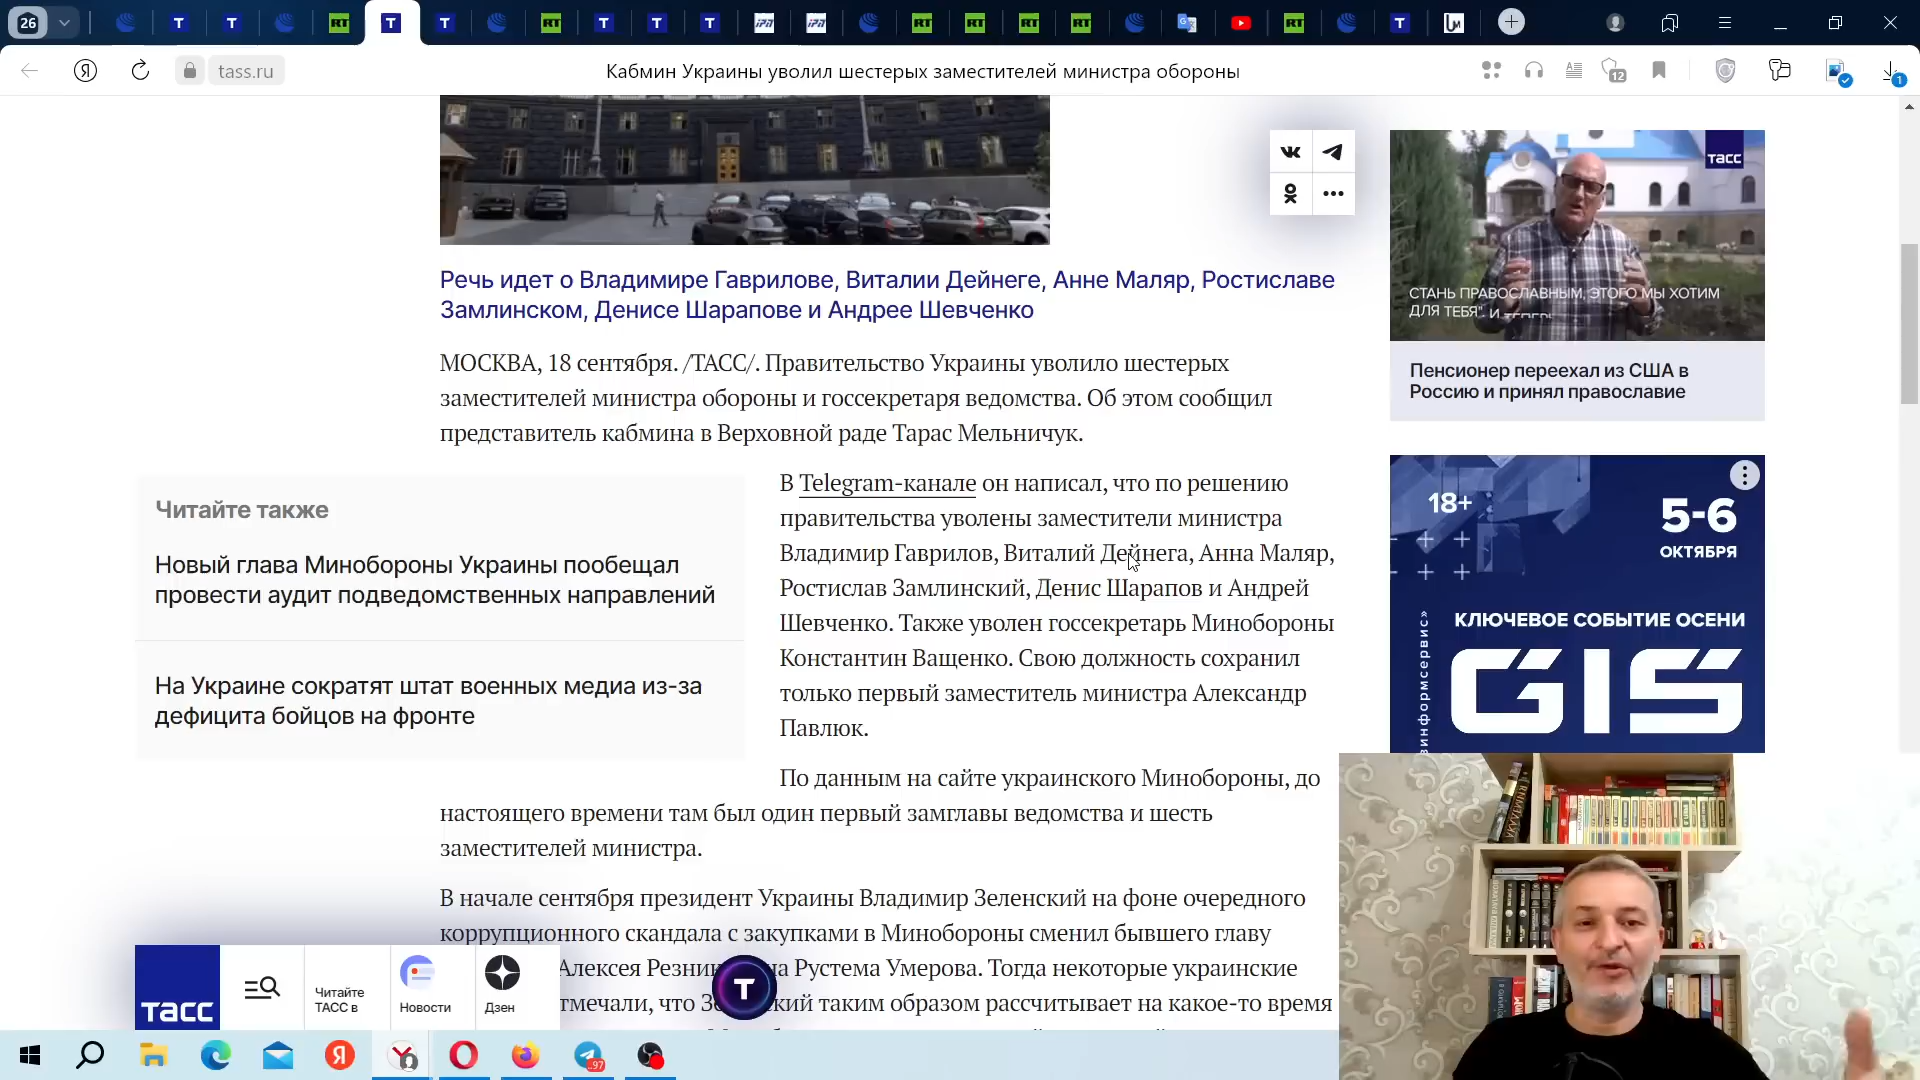 26
tass.ru
Кабмин Украины уволил шестерых заместителей министра обороны
12
1
Речь идет о Владимире Гаврилове, Виталии Дейнеге, Анне Маляр, Ростиславе
Замлинском, Денисе Шарапове и Андрее Шевченко
МОСКВА, 18 сентября. /ТАСС/. Правительство Украины уволило шестерых
заместителей министра обороны и госсекретаря ведомства. Об этом сообщил
представитель кабмина в Верховной раде Тарас Мельничук.
Читайте также
Новый глава Минобороны Украины пообещал
провести аудит подведомственных направлений
На Украине сократят штат военных медиа из-за
дефицита бойцов на фронте
В Telegram-канале он написал, что по решению
правительства уволены заместители министра
Владимир Гаврилов, Виталий Дейнега, Анна Маляр,
Ростислав Замлинский, Денис Шарапов и Андрей
Шевченко. Также уволен госсекретарь Минобороны
Константин Ващенко. Свою должность сохранил
только первый заместитель министра Александр
Павлюк.
По данным на сайте украинского Минобороны, до
настоящего времени там был один первый замглавы ведомства и шесть
заместителей министра.
В начале сентября президент Украины Владимир Зеленский на фоне очередного
коррупционного скандала с закупками в Минобороны сменил бывшего главу
Алексея на Рустема Умерова. Тогда некоторые украинские
что таким образом рассчитывает на какое-то время
ТАСС
СТАНЬ ПРАВОСЛАВНЫМ, ЭТОГО МЫ ХОТИМ
ДЛЯ ТЕБЯ". И
Пенсионер переехал из США в
Россию и принял православие
18+
5-6
ОКТЯБРЯ
КЛЮЧЕВОЕ СОБЫТИЕ ОСЕНИ
GIS
ТАСС
Читайте
ТАСС в
Новости
Дзен
97